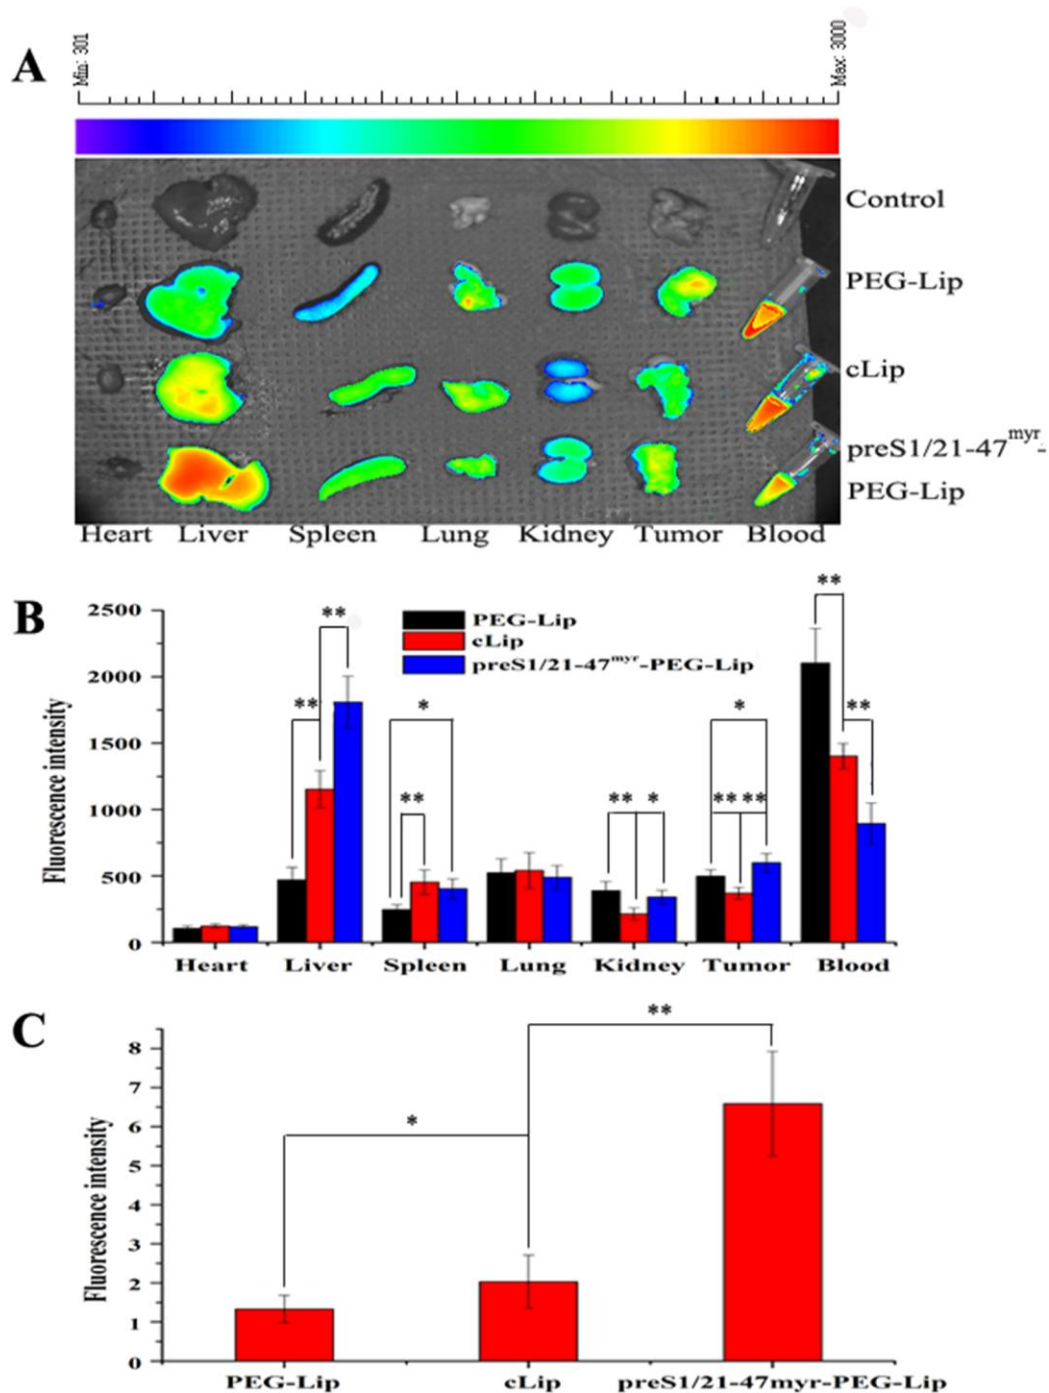 A
Min: 301
Max: 3000
Control
PEG-Lip
cLip
preS1/21-47myr-
PEG-Lip
Heart Liver Spleen Lung Kidney Tumor Blood
B
Fluorescence intensity
2500
2000
1500
1000
500
0
PEG-Lip
cLip
preS1/21-47myr-PEG-Lip
** ** * ** ** * * ** ** ** **
Heart Liver Spleen Lung Kidney Tumor Blood
C
Fluorescence intensity
8
7
6
5
4
3
2
1
0
*
**
PEG-Lip cLip preS1/21-47myr-PEG-Lip